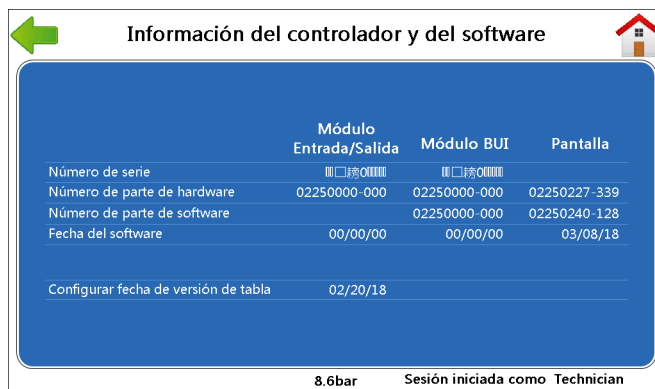 Información del controlador y del software
Módulo Entrada/Salida Módulo BUI Pantalla
Número de serie
Número de parte de hardware 02250000-000 02250000-000 02250227-339
Número de parte de software 02250000-000 02250240-128
Fecha del software 00/00/00 00/00/00 03/08/18
Configurar fecha de versión de tabla 02/20/18
8.6bar Sesión iniciada como Technician